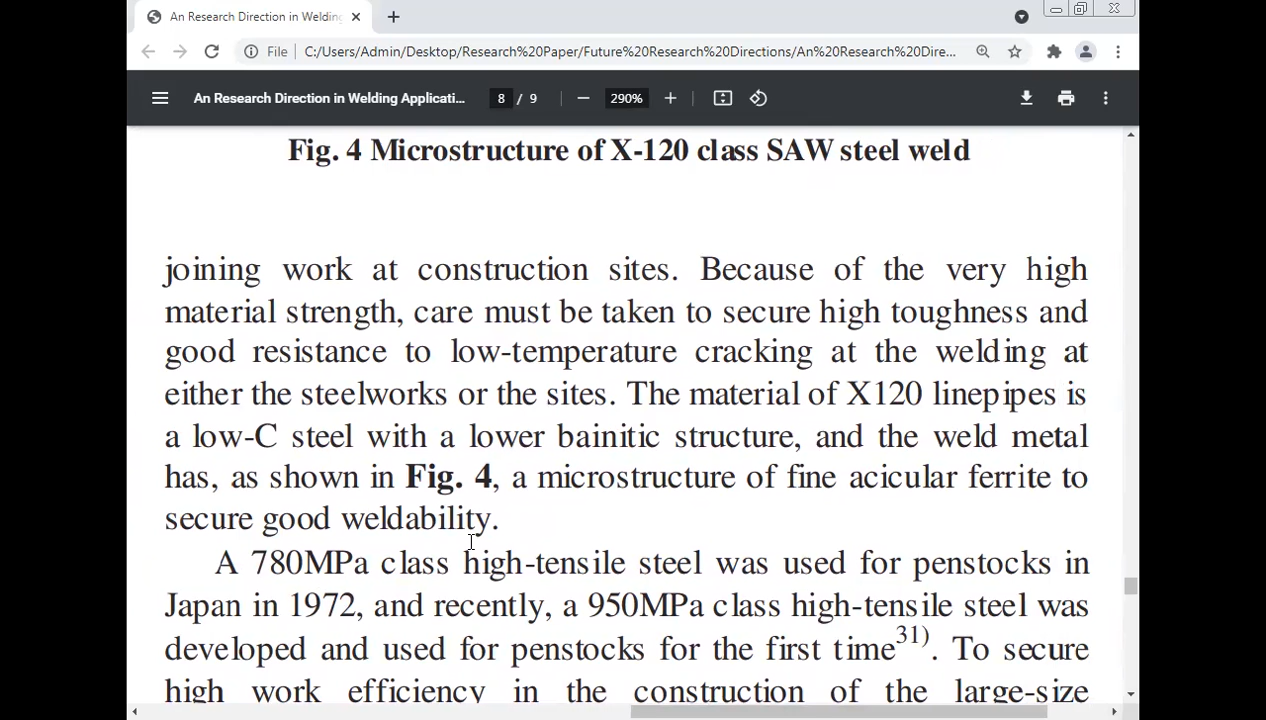 An Research Direction in Welding
File C:/Users/Admin/Desktop/Research%20Paper/Future%20Research%20Directions/An%20Research%20Dire...
An Research Direction in Welding Applicati... 8 / 9 290%
Fig. 4 Microstructure of X-120 class SAW steel weld
joining work at construction sites. Because of the very high
material strength, care must be taken to secure high toughness and
good resistance to low-temperature cracking at the welding at
either the steelworks or the sites. The material of X120 linepipes is
a low-C steel with a lower bainitic structure, and the weld metal
has, as shown in Fig. 4, a microstructure of fine acicular ferrite to
secure good weldability.
A 780MPa class high-tensile steel was used for penstocks in
Japan in 1972, and recently, a 950MPa class high-tensile steel was
developed and used for penstocks for the first time31). To secure
high work efficiency in the construction of the large-size